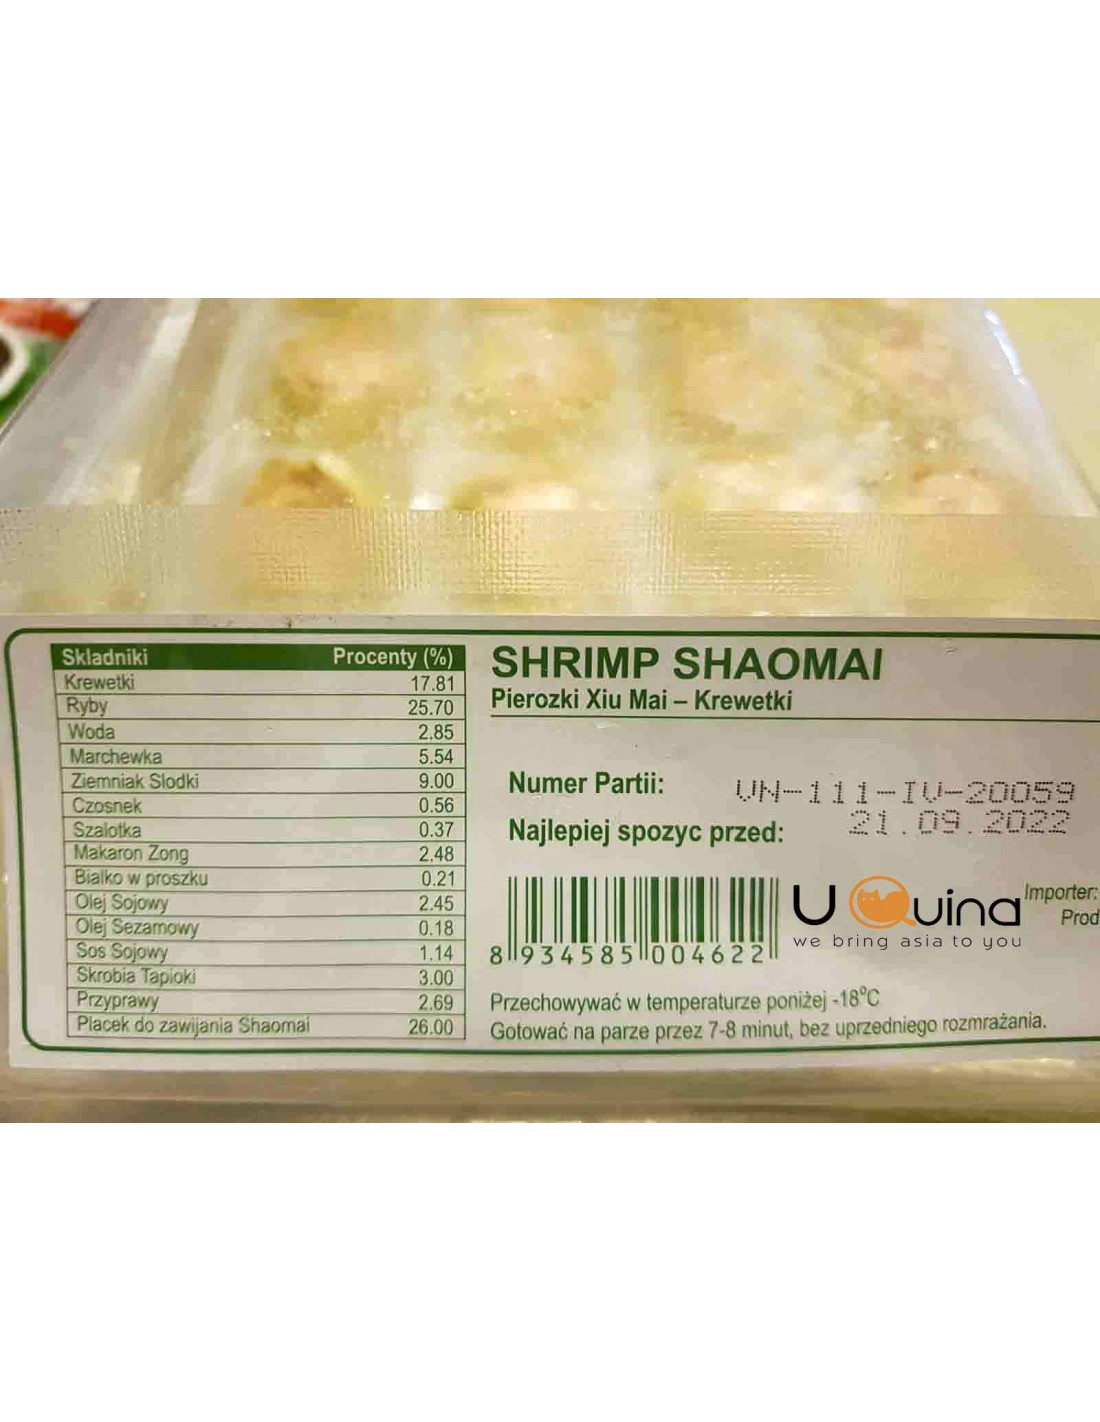 Skladniki Procenty (%)
Krewetki 17.81
Ryby 25.70
Woda 2.85
Marchewka 5.54
Ziemniak Slodki 9.00
Czosnek 0.56
Szalotka 0.37
Makaron Zong 2.48
Bialko w proszku 0.21
Olej Sojowy 2.45
Olej Sezamowy 0.18
Sos Sojowy 1.14
Skrobia Tapioki 3.00
Przyprawy 2.69
Placek do zawijania Shaomai 26.00
SHRIMP SHAOMAI
Pierozki Xiu Mai – Krewetki
Numer Partii: VN-111-IV-20059
Najlepiej spozyc przed: 21.09.2022
8 934585 004622
UQuina
we bring asia to you
Importer:
Prod
Przechowywać w temperaturze poniżej -18°C
Gotować na parze przez 7-8 minut, bez uprzedniego rozmrażania.